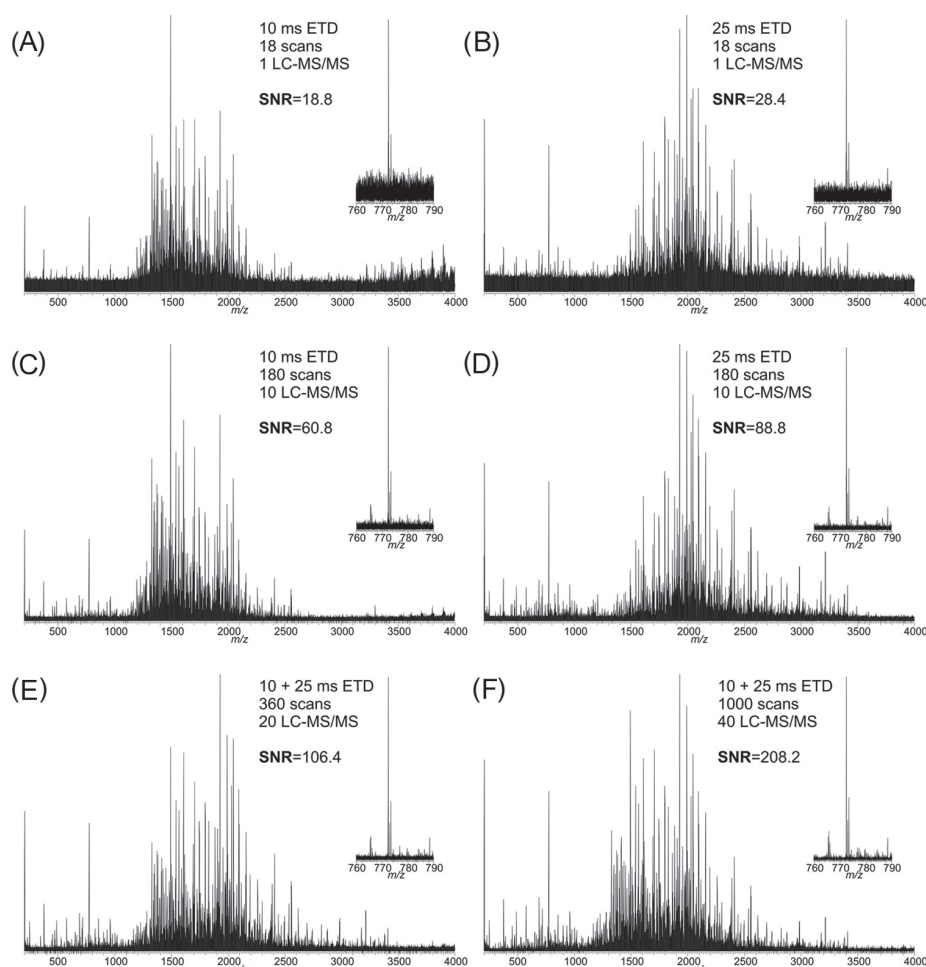 (A)
10 ms ETD
18 scans
1 LC-MS/MS
SNR=18.8
760 770 780 790
m/z
500 1000 1500 2000 2500 3000 3500 4000
m/z
(B)
25 ms ETD
18 scans
1 LC-MS/MS
SNR=28.4
760 770 780 790
m/z
500 1000 1500 2000 2500 3000 3500 4000
m/z
(C)
10 ms ETD
180 scans
10 LC-MS/MS
SNR=60.8
760 770 780 790
m/z
500 1000 1500 2000 2500 3000 3500 4000
m/z
(D)
25 ms ETD
180 scans
10 LC-MS/MS
SNR=88.8
760 770 780 790
m/z
500 1000 1500 2000 2500 3000 3500 4000
m/z
(E)
10 + 25 ms ETD
360 scans
20 LC-MS/MS
SNR=106.4
760 770 780 790
m/z
500 1000 1500 2000 2500 3000 3500 4000
(F)
10 + 25 ms ETD
1000 scans
40 LC-MS/MS
SNR=208.2
760 770 780 790
m/z
500 1000 1500 2000 2500 3000 3500 4000